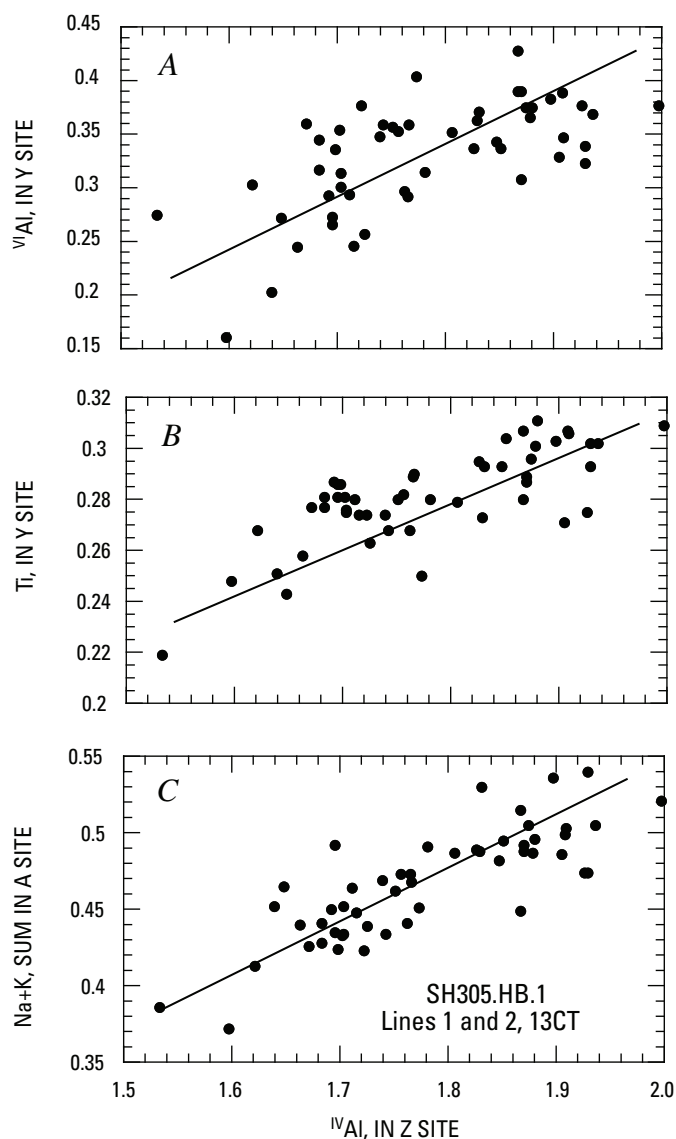 A
0.45
0.4
0.35
0.3
0.25
0.2
0.15
VIAl, IN Y SITE
B
0.32
0.3
0.28
0.26
0.24
0.22
0.2
Ti, IN Y SITE
C
0.55
0.5
0.45
0.4
0.35
Na+K, SUM IN A SITE
SH305.HB.1
Lines 1 and 2, 13CT
1.5 1.6 1.7 1.8 1.9 2.0
IVAl, IN Z SITE